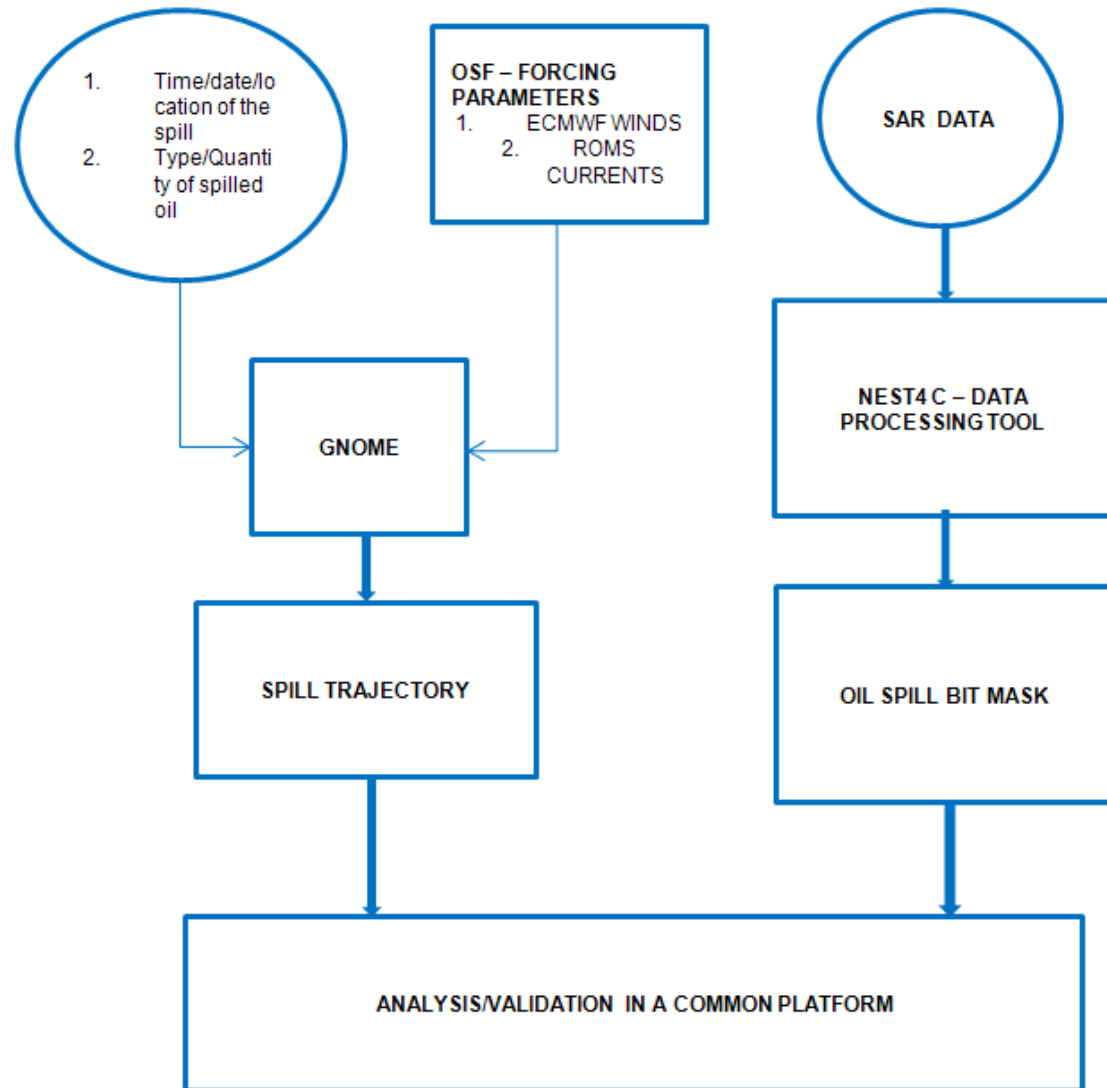 1. Time/date/lo
cation of the
spill
2. Type/Quanti
ty of spilled
oil
OSF – FORCING
PARAMETERS
1. ECMWF WINDS
2. ROMS
CURRENTS
SAR DATA
GNOME
NEST4 C – DATA
PROCESSING TOOL
SPILL TRAJECTORY
OIL SPILL BIT MASK
ANALYSIS/VALIDATION IN A COMMON PLATFORM